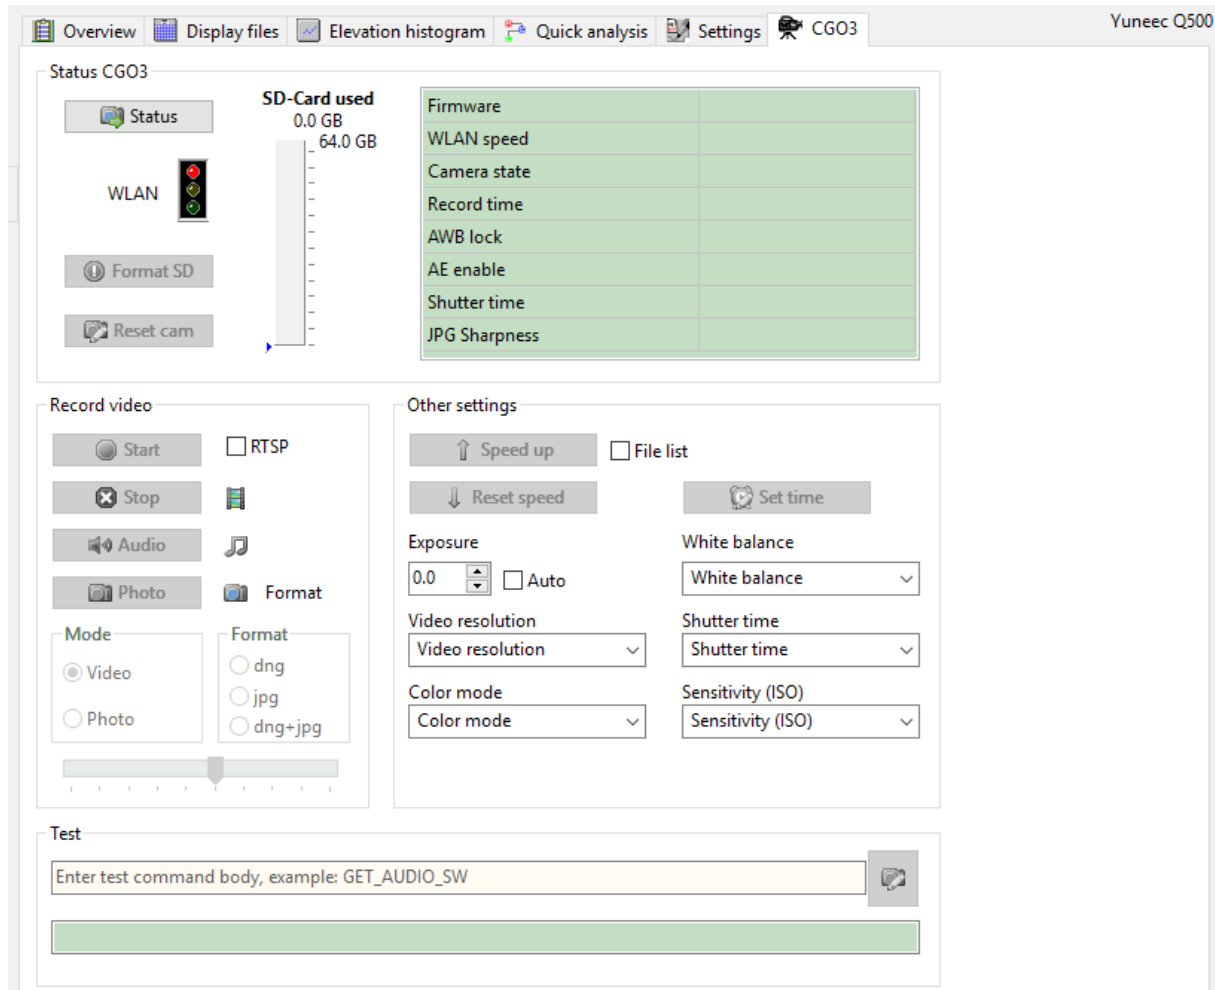 Overview Display files Elevation histogram Quick analysis Settings CGO3 Yuneec Q500
Status CGO3
Status
SD-Card used
0.0 GB
64.0 GB
WLAN
Format SD
Reset cam
Firmware
WLAN speed
Camera state
Record time
AWB lock
AE enable
Shutter time
JPG Sharpness
Record video
Start RTSP
Stop
Audio
Photo Format
Mode
Video
Photo
Format
dng
jpg
dng+jpg
Other settings
Speed up File list
Reset speed Set time
Exposure White balance
0.0 Auto White balance
Video resolution Shutter time
Video resolution Shutter time
Color mode Sensitivity (ISO)
Color mode Sensitivity (ISO)
Test
Enter test command body, example: GET_AUDIO_SW